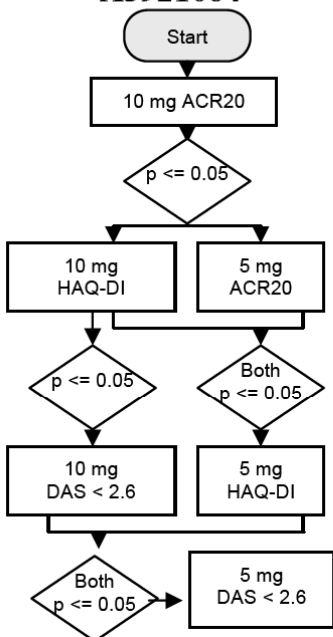 Start
10 mg ACR20
p <= 0.05
10 mg
HAQ-DI
5 mg
ACR20
p <= 0.05
Both
p <= 0.05
10 mg
DAS < 2.6
5 mg
HAQ-DI
Both
p <= 0.05
5 mg
DAS < 2.6